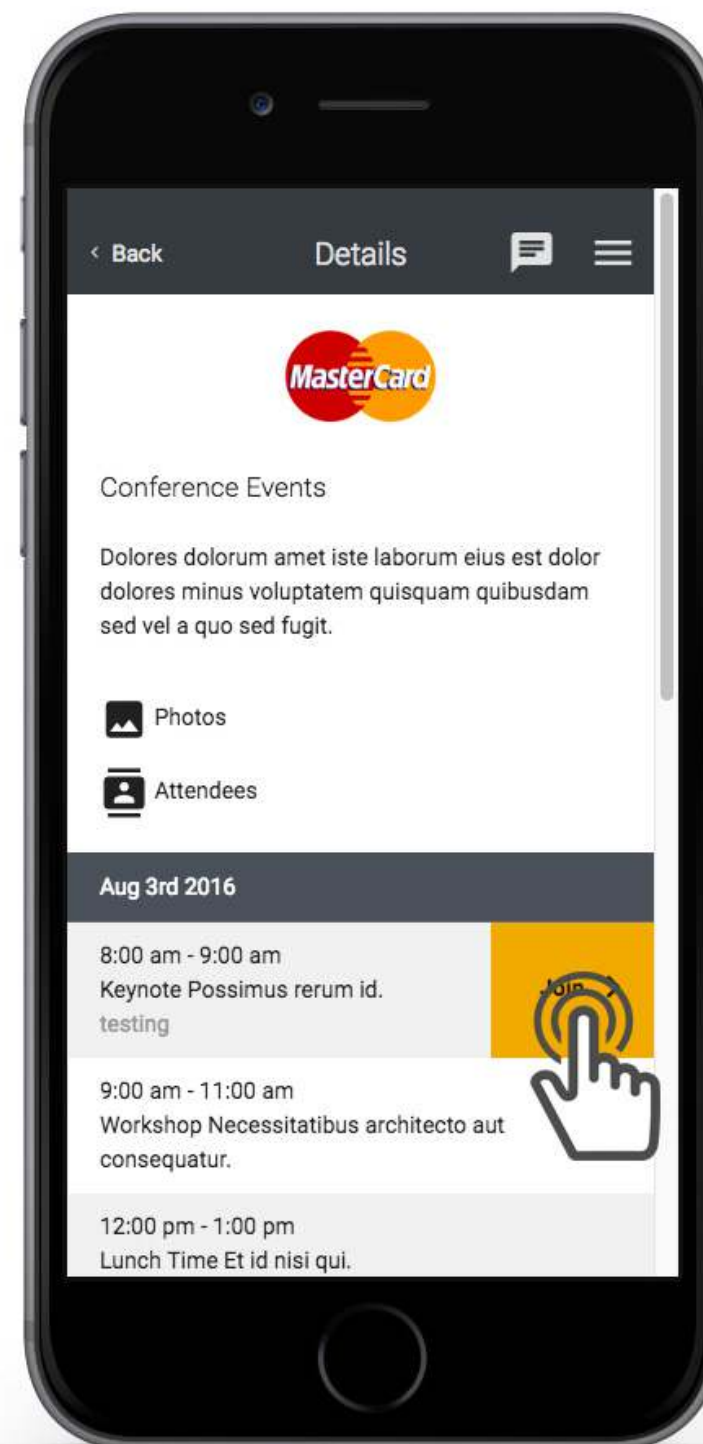 Back
Details
MasterCard
Conference Events
Dolores dolorum amet iste laborum eius est dolor
dolores minus voluptatem quisquam quibusdam
sed vel a quo sed fugit.
Photos
Attendees
Aug 3rd 2016
8:00 am - 9:00 am
Keynote Possimus rerum id.
testing
Join
9:00 am - 11:00 am
Workshop Necessitatibus architecto aut
consequatur.
12:00 pm - 1:00 pm
Lunch Time Et id nisi qui.